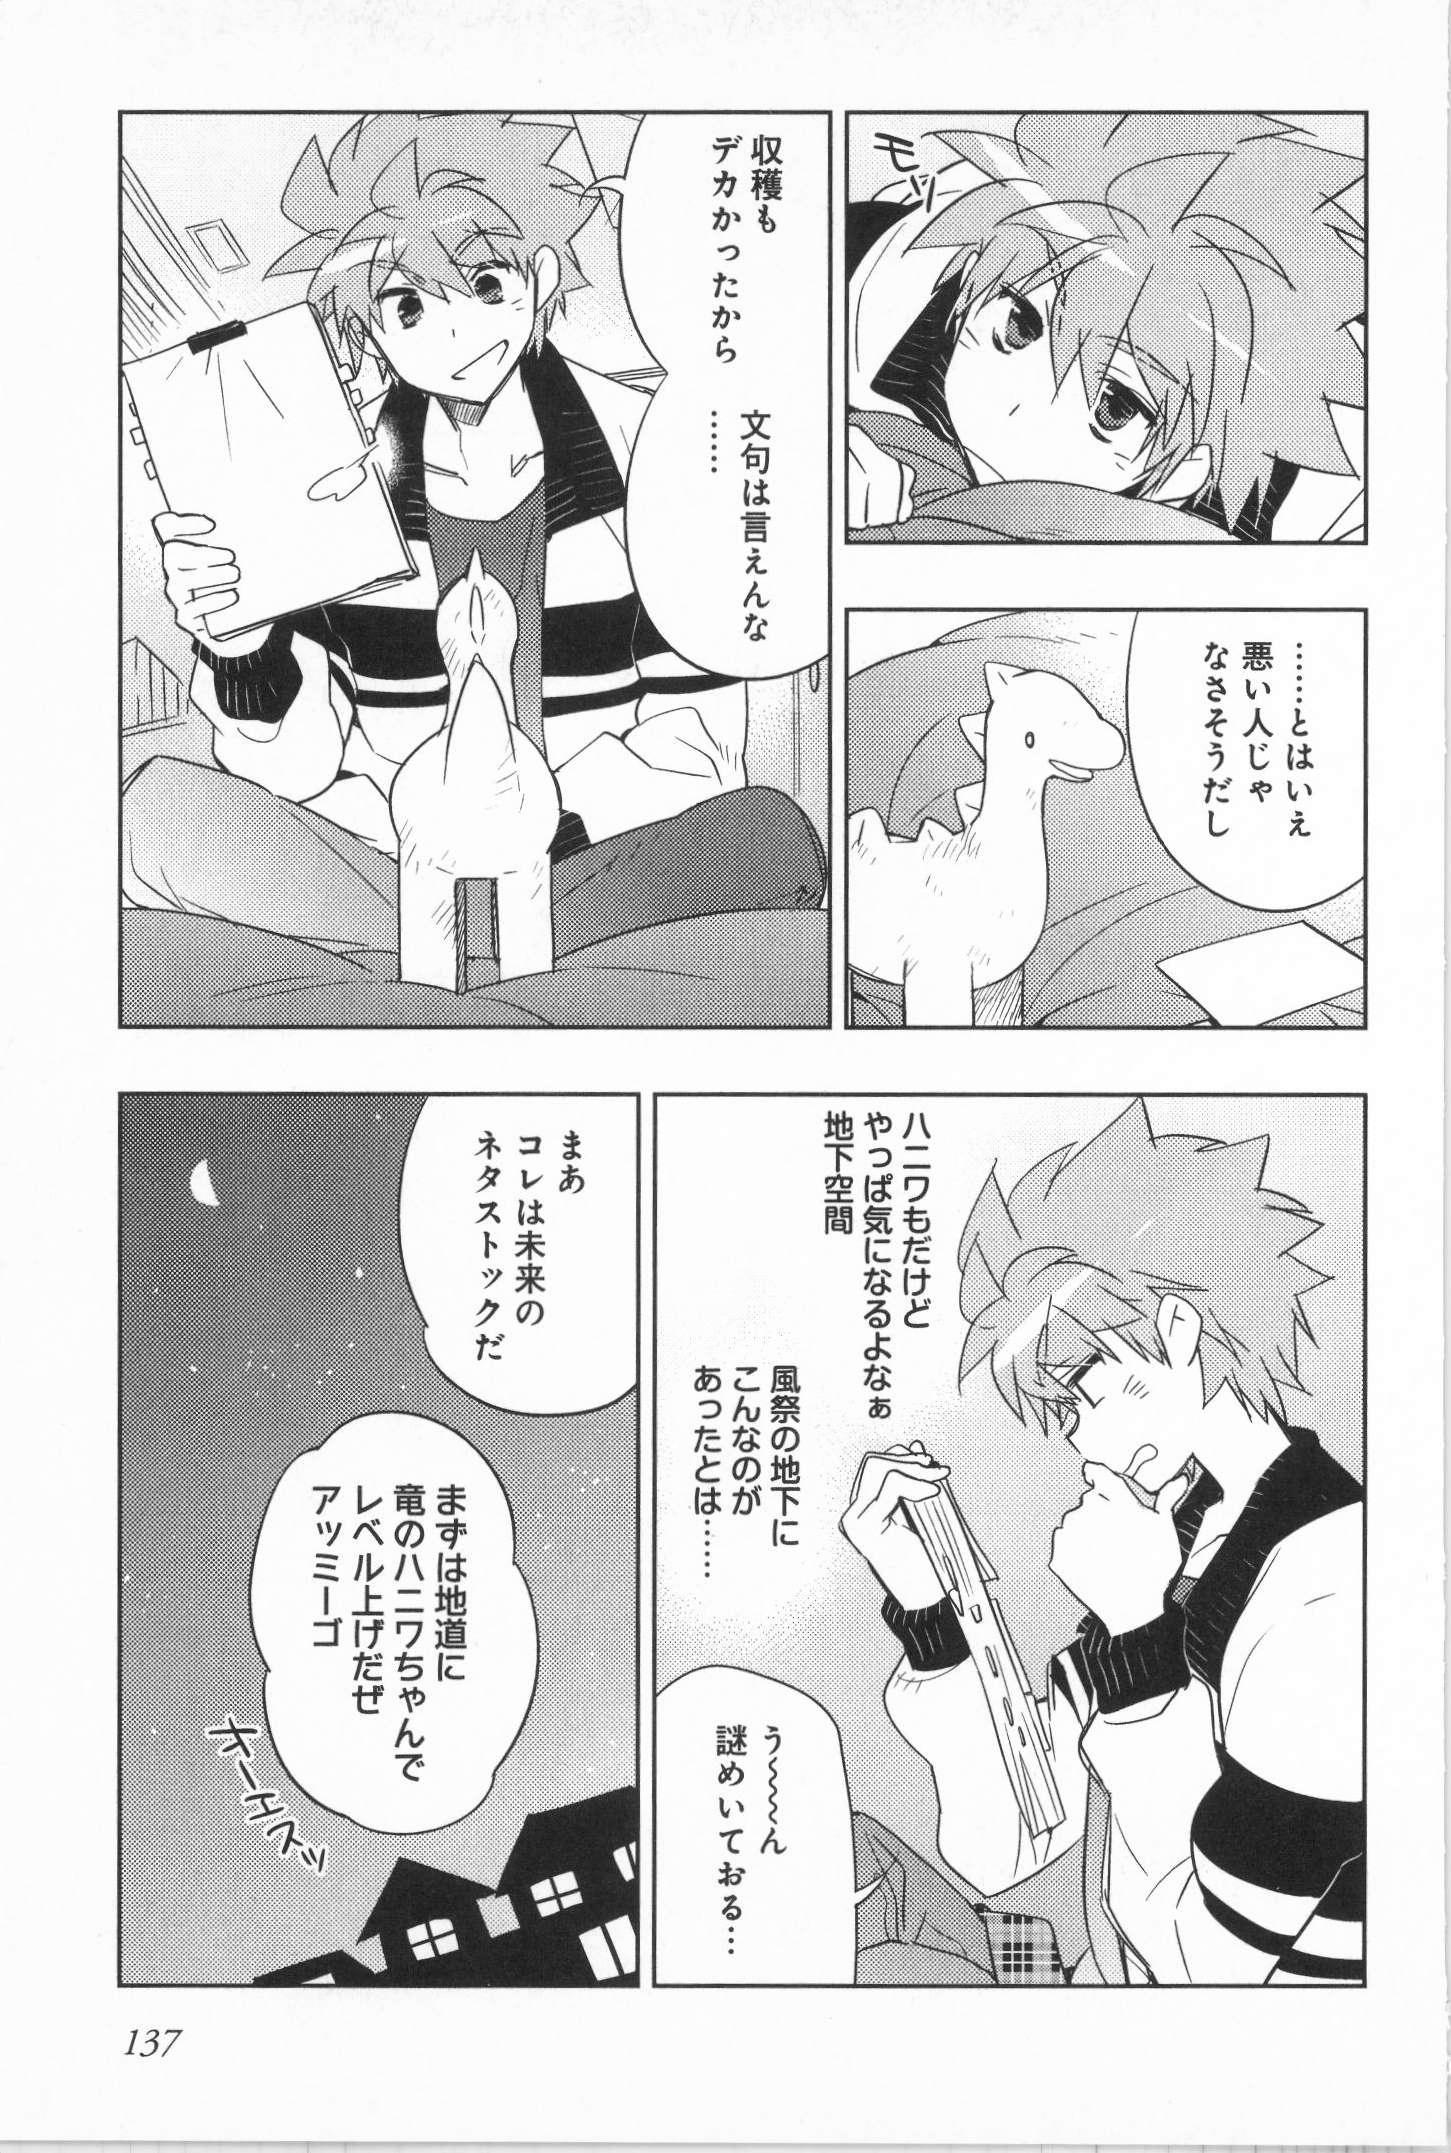 モソッ
……とはいえ
悪い人じゃ
なさそうだし
収穫も
デカかったから
文句は言えんな
……
ハニワもだけど
やっぱ気になるよなぁ
地下空間
風祭の地下に
こんなのが
あったとは……
う～～～ん
謎めいておる…
まあ
コレは未来の
ネタストックだ
まずは地道に
竜のハニワちゃんで
レベル上げだぜ
アッミーゴ
オーエスッ
137